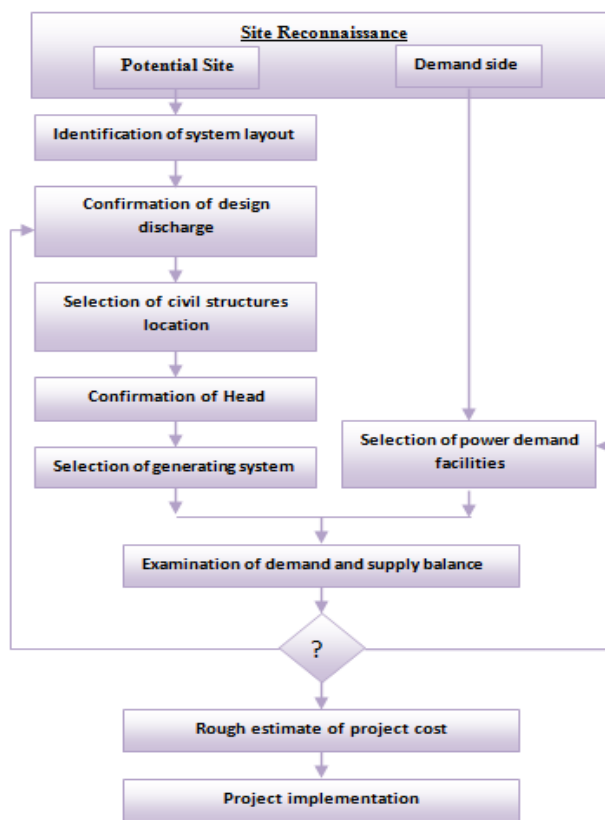 Site Reconnaissance
Potential Site
Demand side
Identification of system layout
Confirmation of design
discharge
Selection of civil structures
location
Confirmation of Head
Selection of generating system
Selection of power demand
facilities
Examination of demand and supply balance
?
Rough estimate of project cost
Project implementation